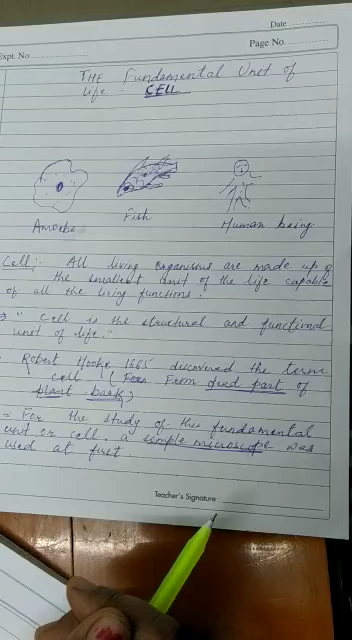 Date
Page No.
Expt. No.
THE Fundamental Unit of
life - CELL
Amoeba
Fish
Human being
Cell:- All living organisms are made up of
the smallest unit of the life capable
of all the living functions.
⇒ "Cell is the structural and functional
unit of life."
Robert Hooke 1665 discovered the term
cell ( From dead part of
plant - bark)
= For the study of this fundamental
unit or cell, a simple microscope was
used at first
Teacher's Signature